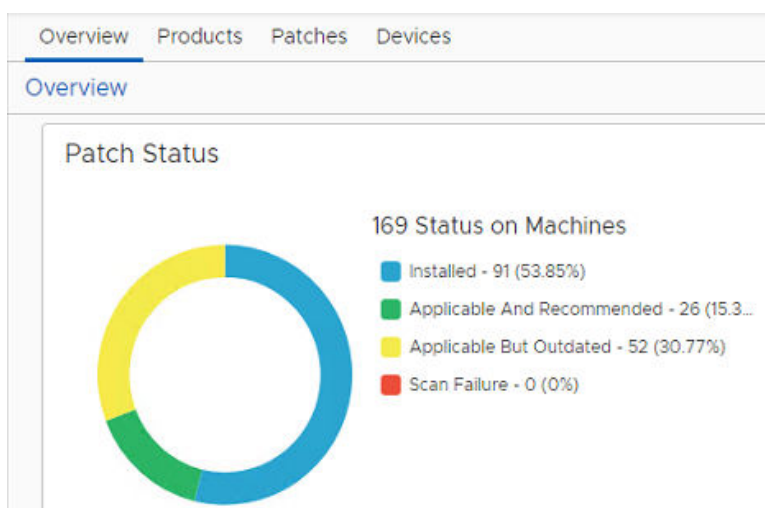 Overview Products Patches Devices
Overview
Patch Status
169 Status on Machines
Installed - 91 (53.85%)
Applicable And Recommended - 26 (15.3...
Applicable But Outdated - 52 (30.77%)
Scan Failure - 0 (0%)